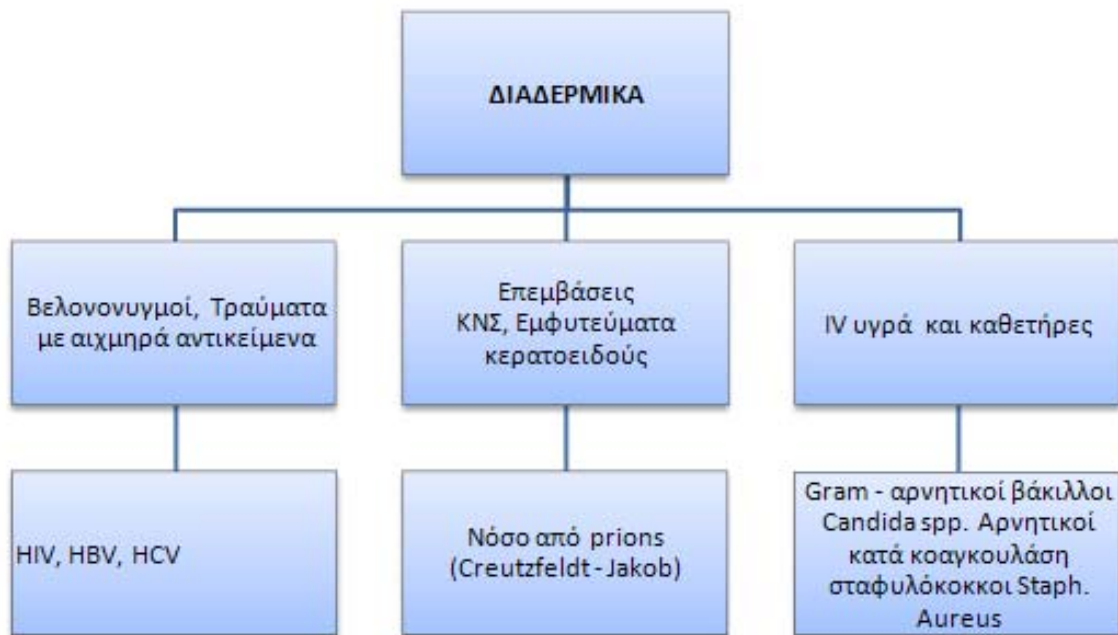 ΔΙΑΔΕΡΜΙΚΑ
Βελονονυγμοί, Τραύματα
με αιχμηρά αντικείμενα
Επεμβάσεις
ΚΝΣ, Εμφυτεύματα
κερατοειδούς
IV υγρά και καθετήρες
HIV, HBV, HCV
Νόσο από prions
(Creutzfeldt - Jakob)
Gram - αρνητικοί βάκιλλοι
Candida spp. Αρνητικοί
κατά κοαγκουλάση
σταφυλόκοκκοι Staph.
Aureus